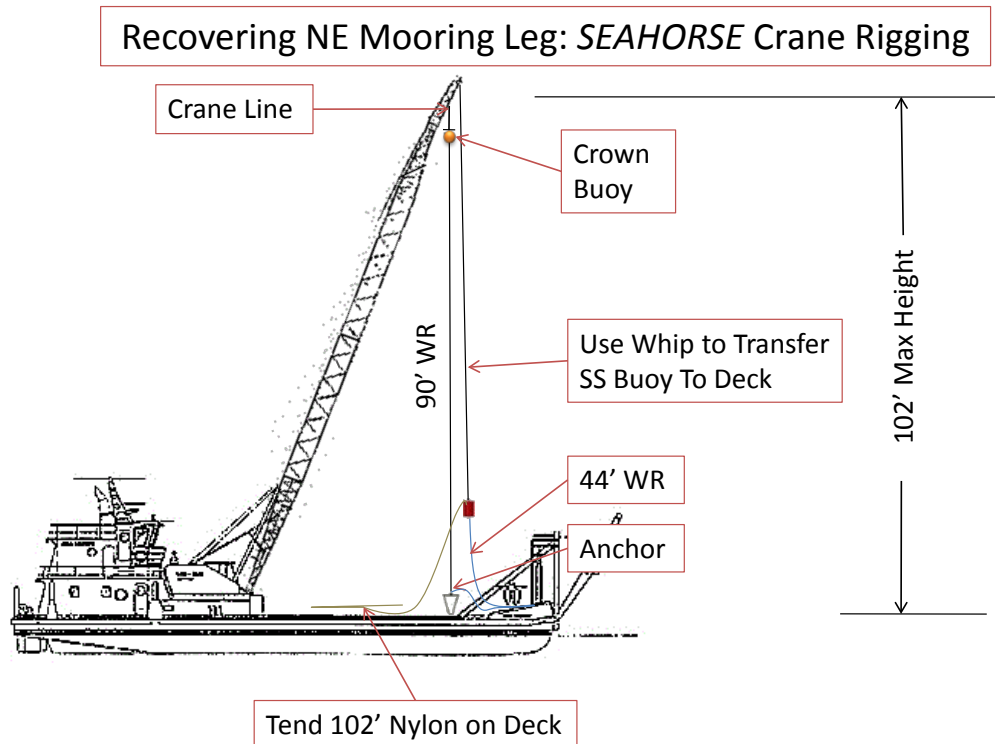 Recovering NE Mooring Leg: SEAHORSE Crane Rigging
Crane Line
Crown
Buoy
90' WR
102' Max Height
Use Whip to Transfer
SS Buoy To Deck
44' WR
Anchor
Tend 102' Nylon on Deck